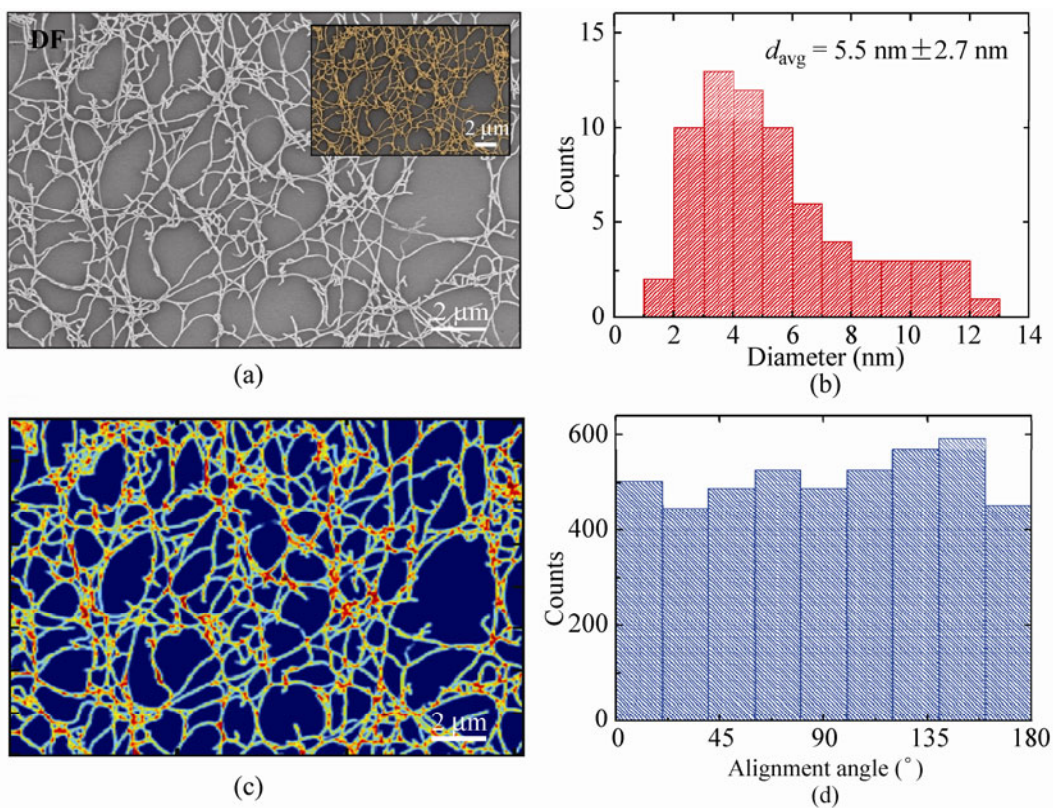 DF
2 μm
2 μm
(a)
15
10
5
0
Counts
d_avg = 5.5 nm ±2.7 nm
0 2 4 6 8 10 12 14
Diameter (nm)
(b)
2 μm
(c)
600
400
200
0
Counts
0 45 90 135 180
Alignment angle (°)
(d)